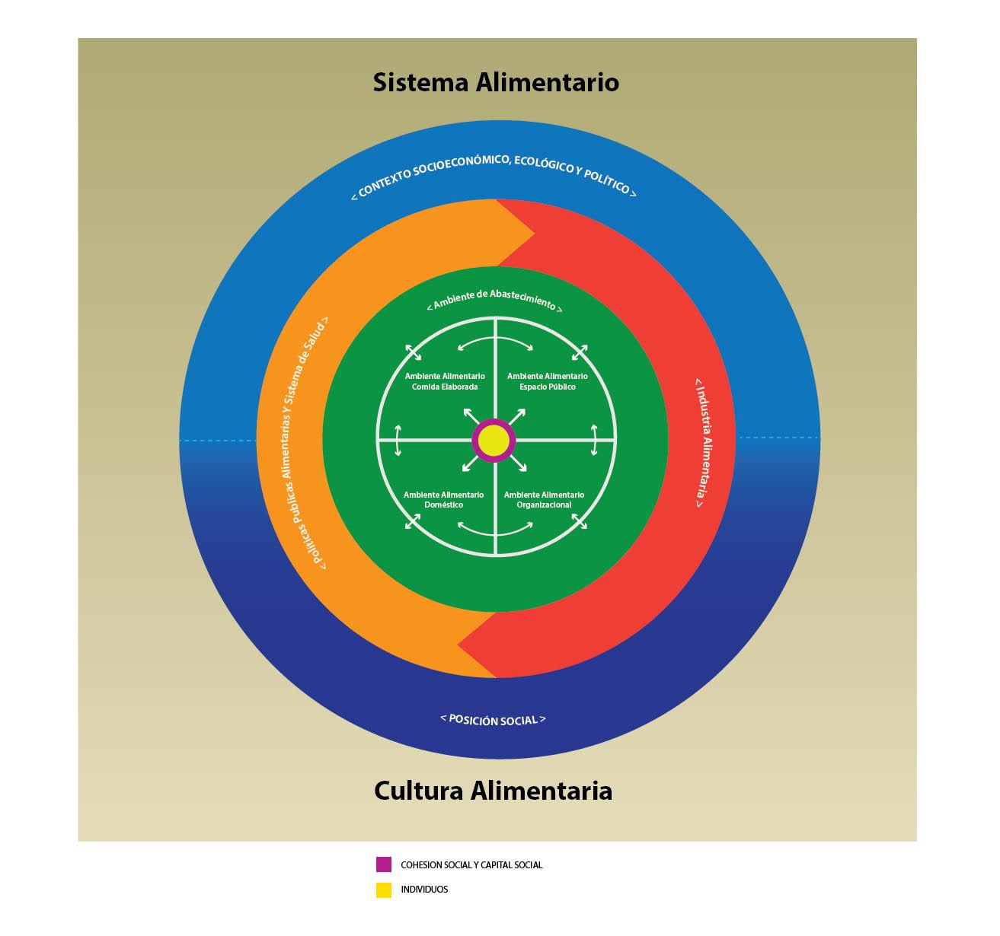 Sistema Alimentario
< CONTEXTO SOCIOECONÓMICO, ECOLÓGICO Y POLÍTICO >
< Ambiente de Abastecimiento >
< Políticas Publicas Alimentarias Y Sistema de Salud >
< Industria Alimentaria >
Ambiente Alimentario
Comida Elaborada
Ambiente Alimentario
Espacio Público
Ambiente Alimentario
Doméstico
Ambiente Alimentario
Organizacional
< POSICIÓN SOCIAL >
Cultura Alimentaria
COHESION SOCIAL Y CAPITAL SOCIAL
INDIVIDUOS